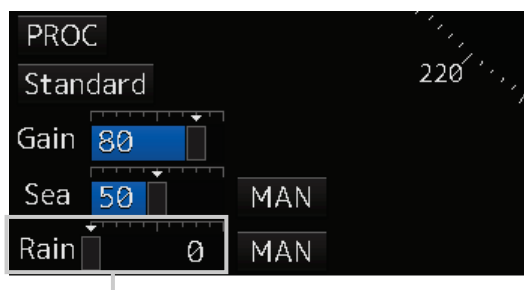 PROC
220
Standard
Gain 80
Sea 50 MAN
Rain 0 MAN